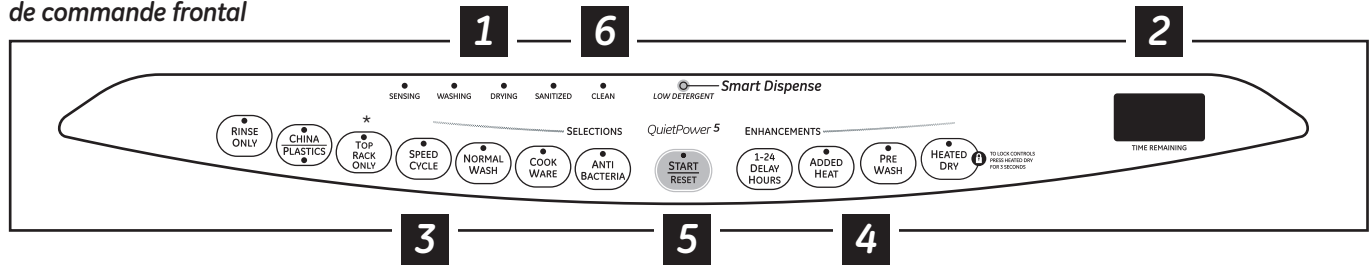 de commande frontal
1
6
2
SENSING
WASHING
DRYING
SANITIZED
CLEAN
LOW DETERGENT
Smart Dispense
RINSE
ONLY
CHINA
PLASTICS
*
TOP
RACK
ONLY
SPEED
CYCLE
NORMAL
WASH
COOK
WARE
ANTI
BACTERIA
SELECTIONS
QuietPower 5
START
RESET
ENHANCEMENTS
1-24
DELAY
HOURS
ADDED
HEAT
PRE
WASH
HEATED
DRY
TO LOCK CONTROLS
PRESS HEATED DRY
FOR 3 SECONDS
TIME REMAINING
3
5
4